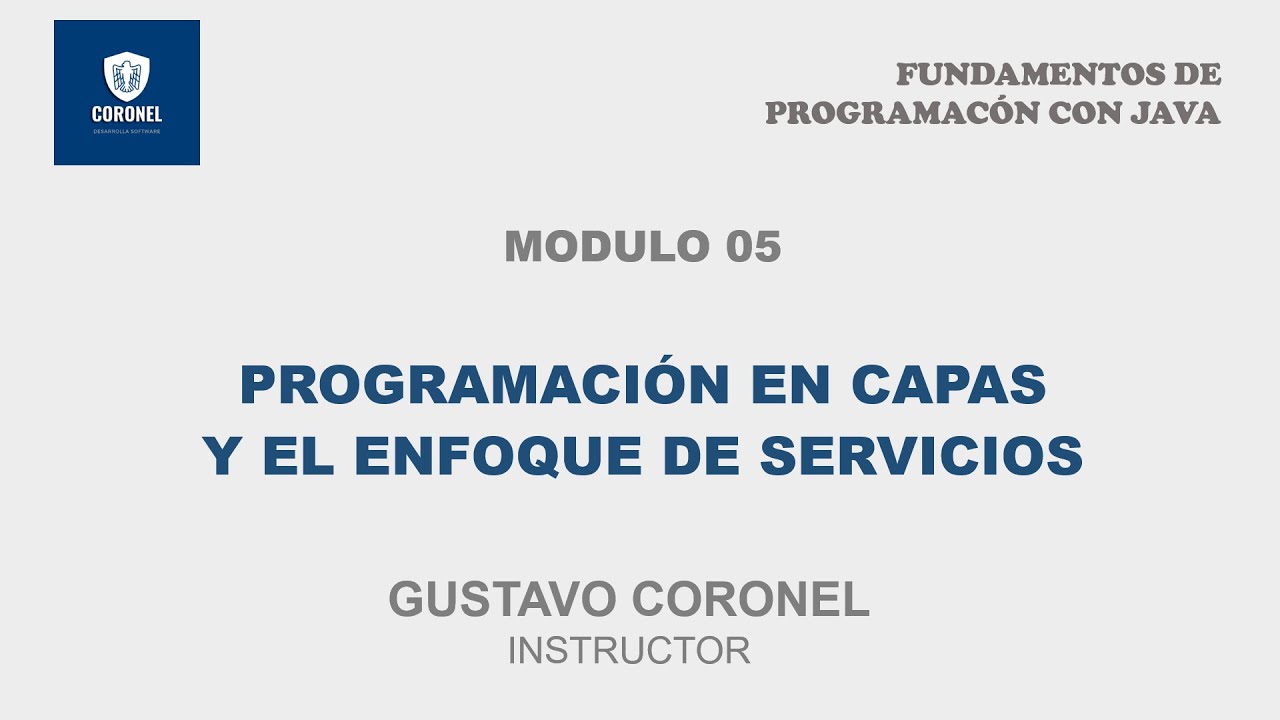 CORONEL
DESARROLLA SOFTWARE
FUNDAMENTOS DE
PROGRAMACÓN CON JAVA
MODULO 05
PROGRAMACIÓN EN CAPAS
Y EL ENFOQUE DE SERVICIOS
GUSTAVO CORONEL
INSTRUCTOR